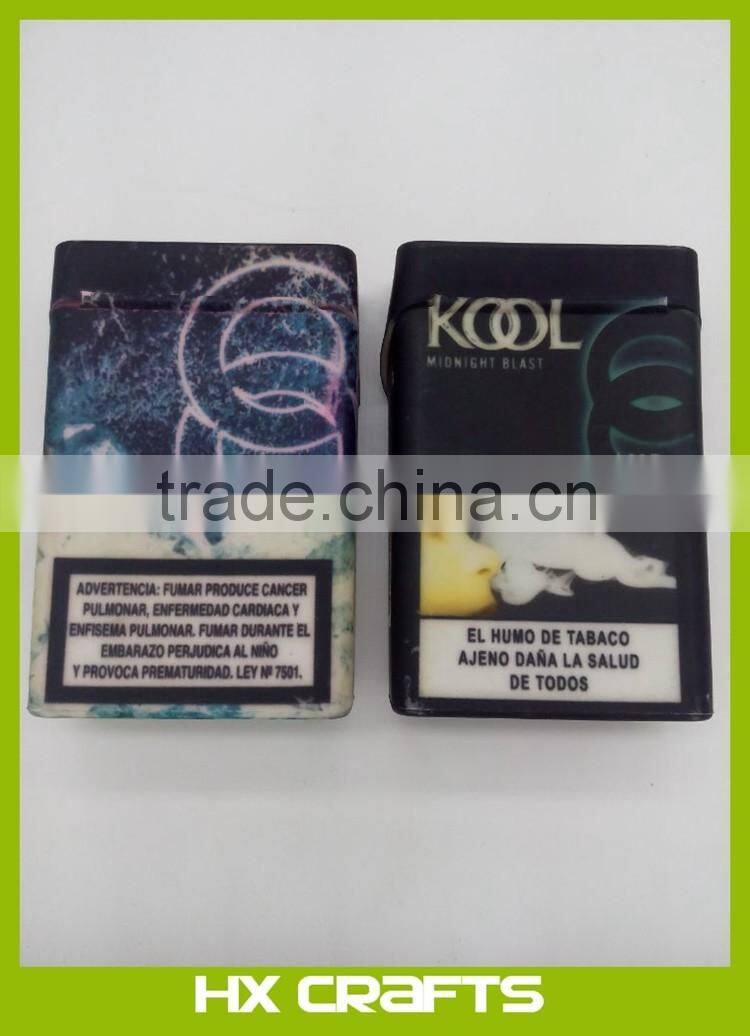 KOOL
MIDNIGHT BLAST
trade.china.cn
ADVERTENCIA: FUMAR PRODUCE CANCER
PULMONAR, ENFERMEDAD CARDIACA Y
ENFISEMA PULMONAR. FUMAR DURANTE EL
EMBARAZO PERJUDICA AL NIÑO
Y PROVOCA PREMATURIDAD. LEY Nº 7501.
EL HUMO DE TABACO
AJENO DAÑA LA SALUD
DE TODOS
HX CRAFTS